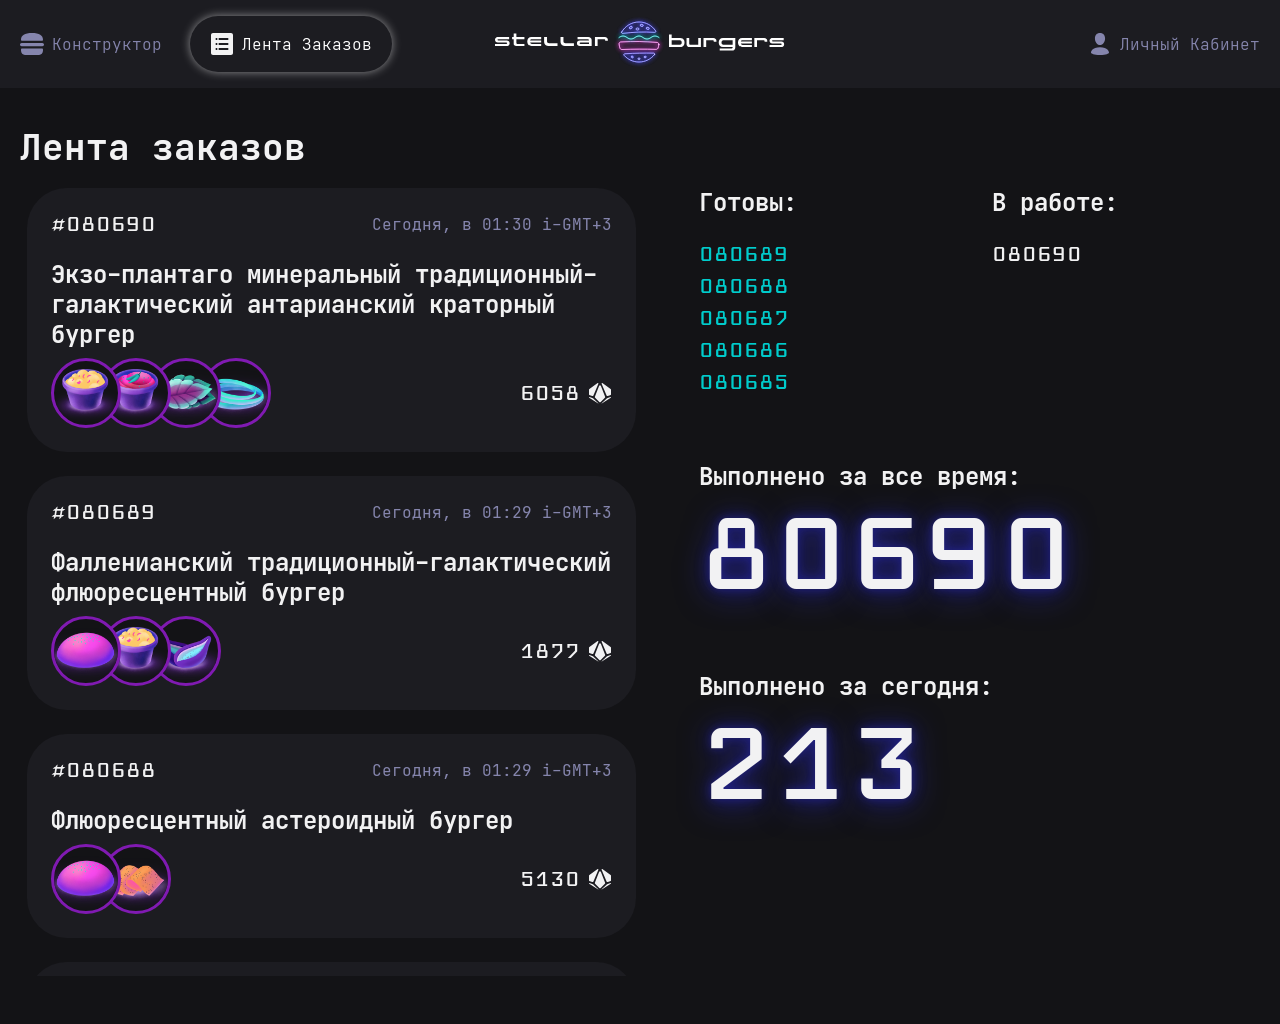 Конструктор
Лента Заказов
stellar burgers
Личный Кабинет
Лента заказов
#080690
Сегодня, в 01:30 i-GMT+3
Экзо-плантаго минеральный традиционный-
галактический антарианский краторный
бургер
6058
#080689
Сегодня, в 01:29 i-GMT+3
Фалленианский традиционный-галактический
флюоресцентный бургер
1877
#080688
Сегодня, в 01:29 i-GMT+3
Флюоресцентный астероидный бургер
5130
Готовы:
080689
080688
080687
080686
080685
В работе:
080690
Выполнено за все время:
80690
Выполнено за сегодня:
213